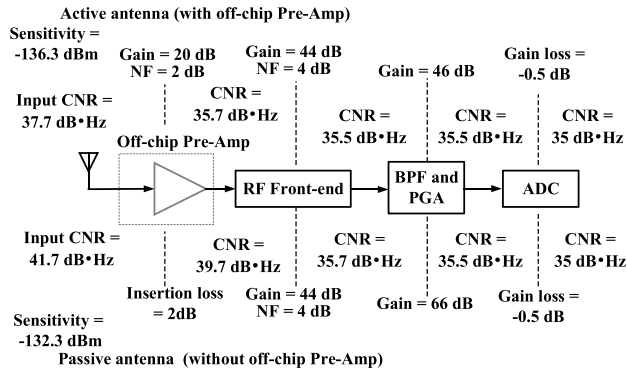 Active antenna (with off-chip Pre-Amp)
Sensitivity =
-136.3 dBm
Gain = 20 dB
NF = 2 dB
Gain = 44 dB
NF = 4 dB
Gain = 46 dB
Gain loss =
-0.5 dB
Input CNR =
37.7 dB•Hz
CNR =
35.7 dB•Hz
CNR =
35.5 dB•Hz
CNR =
35.5 dB•Hz
CNR =
35 dB•Hz
Off-chip Pre-Amp
RF Front-end
BPF and
PGA
ADC
Input CNR =
41.7 dB•Hz
CNR =
39.7 dB•Hz
CNR =
35.7 dB•Hz
CNR =
35.5 dB•Hz
CNR =
35 dB•Hz
Insertion loss
= 2dB
Gain = 44 dB
NF = 4 dB
Gain = 66 dB
Gain loss =
-0.5 dB
Sensitivity =
-132.3 dBm
Passive antenna (without off-chip Pre-Amp)